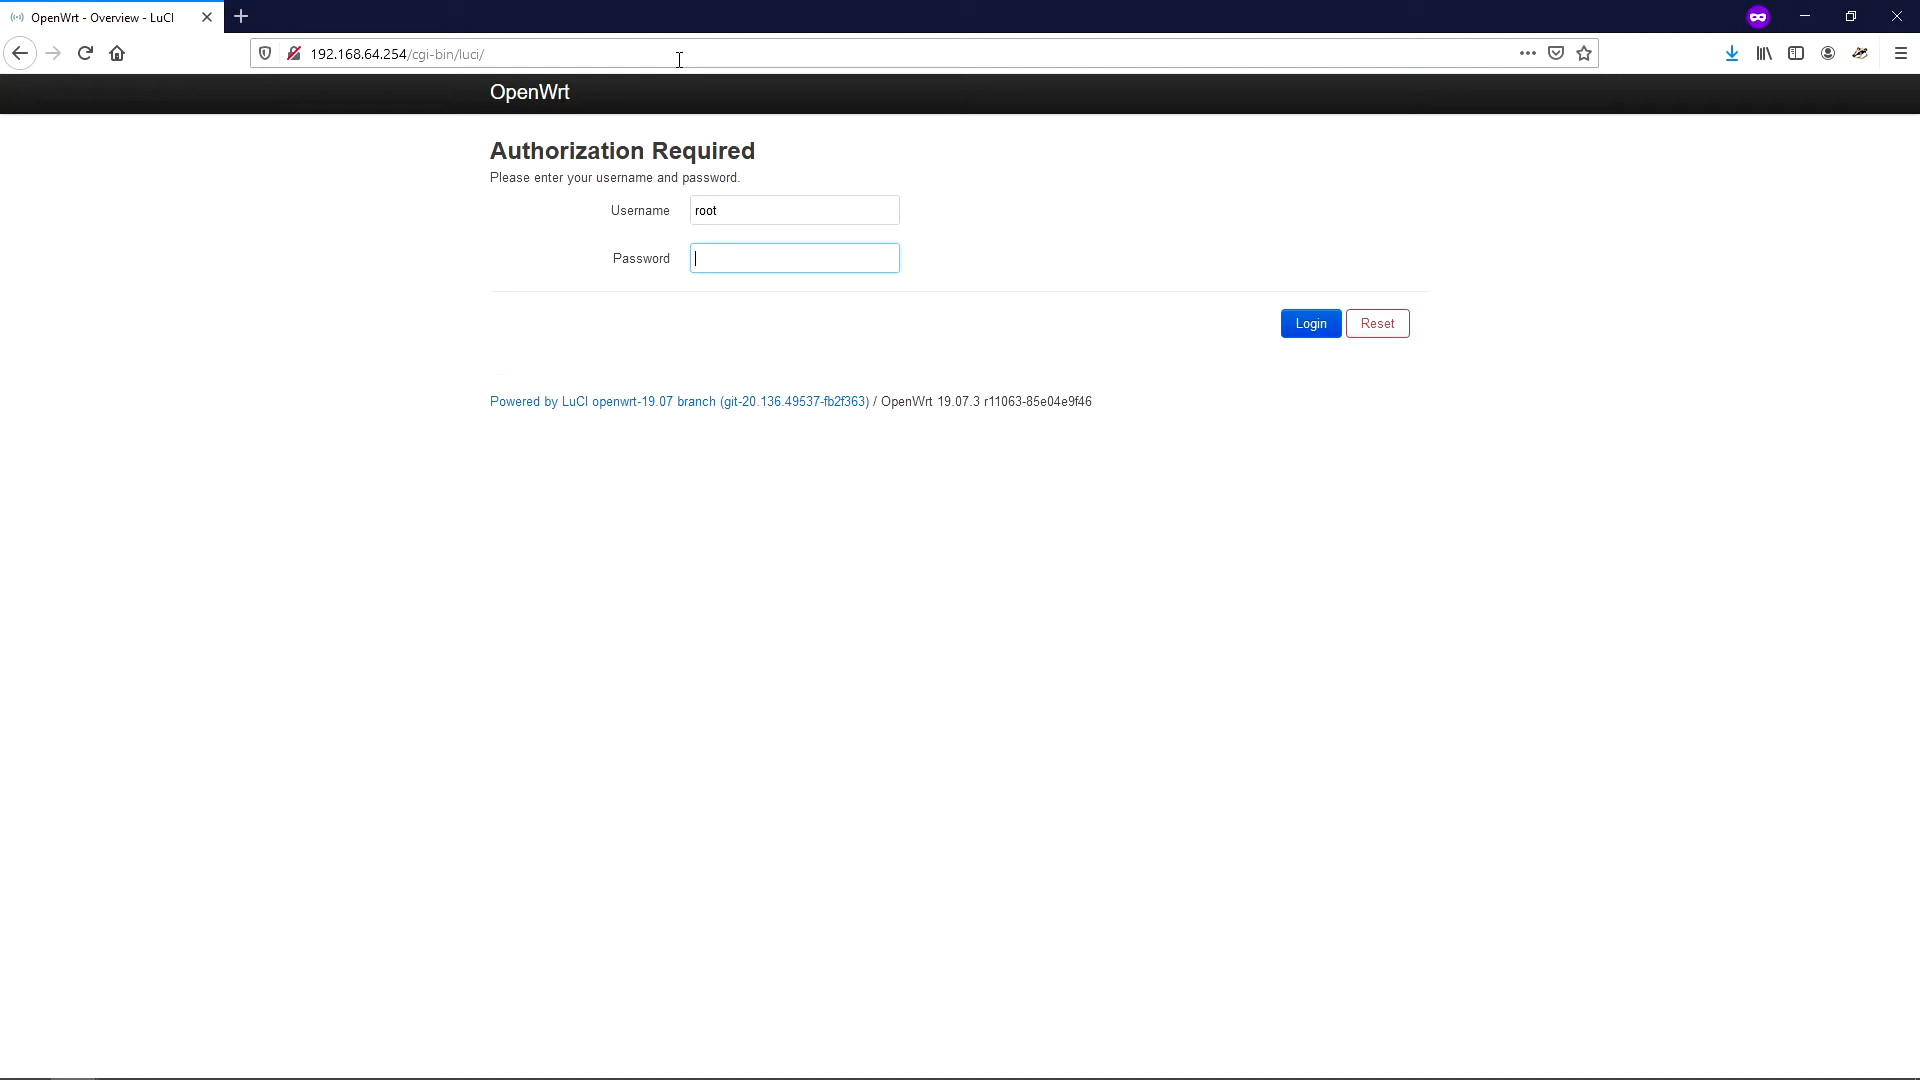 OpenWrt - Overview - LuCI
192.168.64.254/cgi-bin/luci/
OpenWrt
Authorization Required
Please enter your username and password.
Username root
Password
Login Reset
Powered by LuCI openwrt-19.07 branch (git-20.136.49537-fb2f363) / OpenWrt 19.07.3 r11063-85e04e9f46